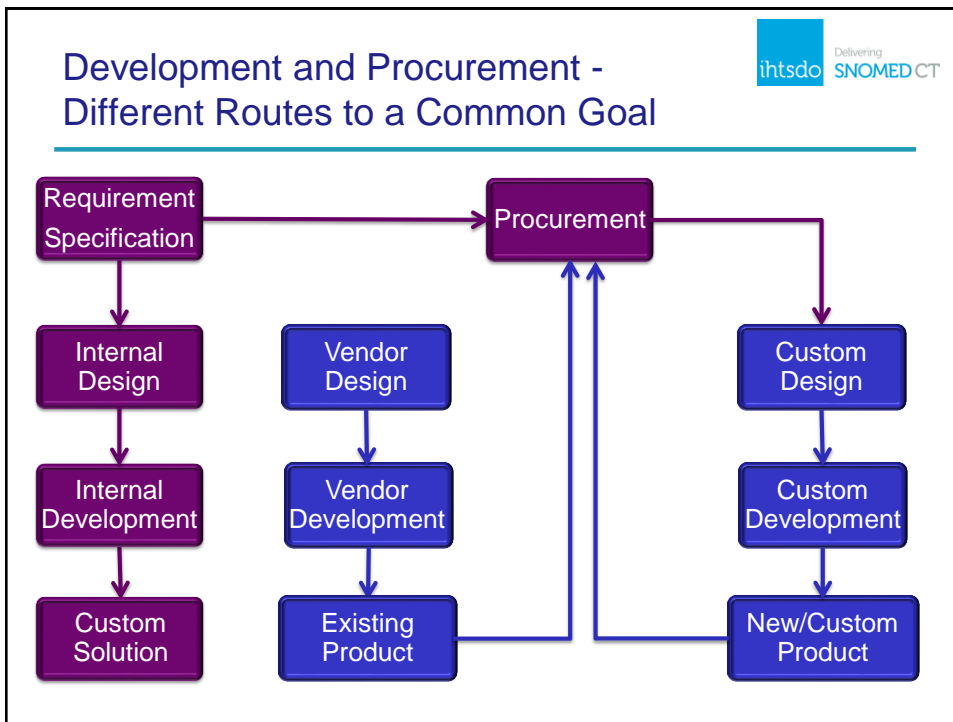 Development and Procurement -
Different Routes to a Common Goal
ihtsdo
Delivering
SNOMED CT
Requirement
Specification
Procurement
Internal
Design
Vendor
Design
Custom
Design
Internal
Development
Vendor
Development
Custom
Development
Custom
Solution
Existing
Product
New/Custom
Product